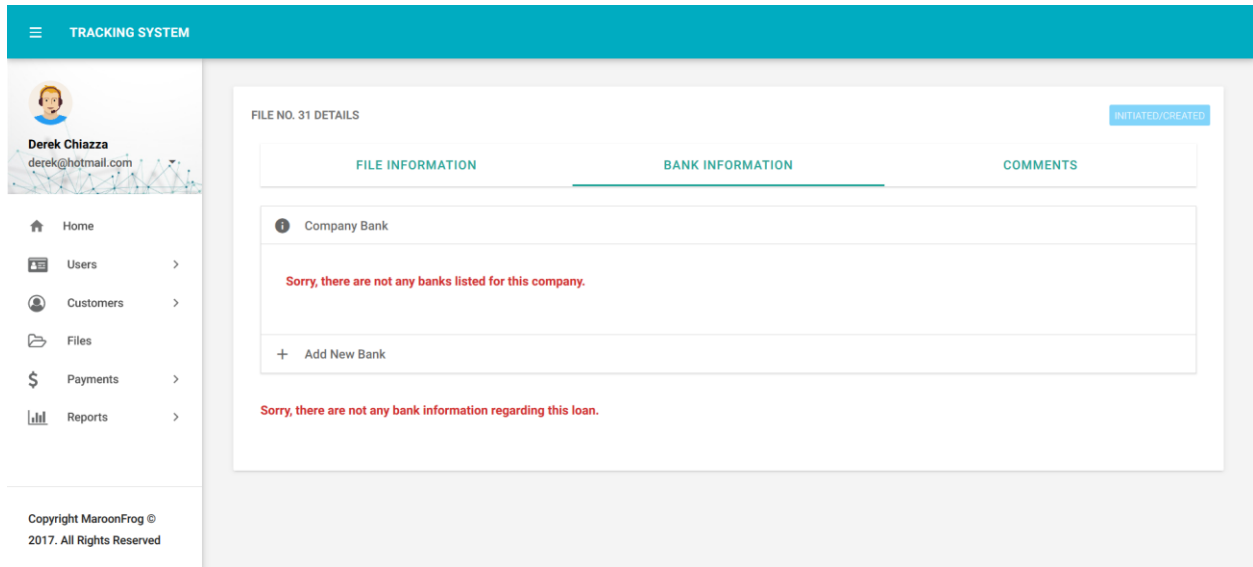 TRACKING SYSTEM
Derek Chiazza
derek@hotmail.com
Home
Users
Customers
Files
Payments
Reports
Copyright MaroonFrog ©
2017. All Rights Reserved
FILE NO. 31 DETAILS
INITIATED/CREATED
FILE INFORMATION
BANK INFORMATION
COMMENTS
Company Bank
Sorry, there are not any banks listed for this company.
Add New Bank
Sorry, there are not any bank information regarding this loan.